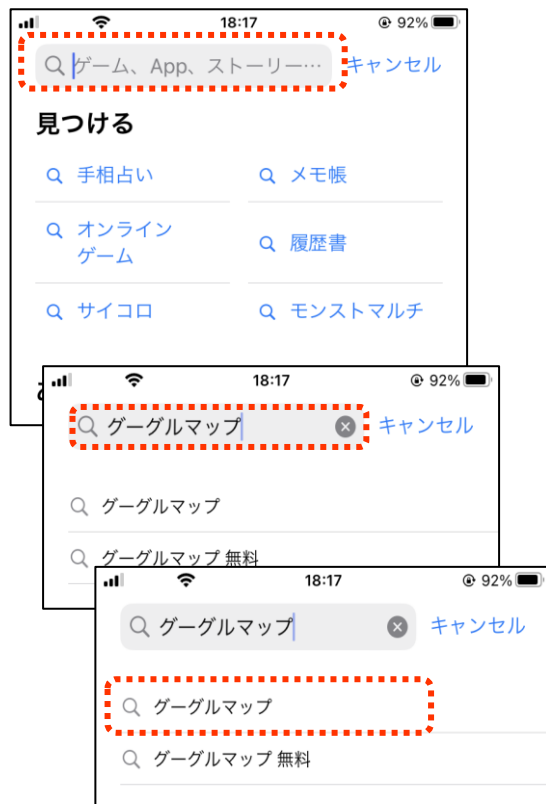 18:17
92%
ゲーム、App、ストーリー…
キャンセル
見つける
手相占い
メモ帳
オンライン
ゲーム
履歴書
サイコロ
モンストマルチ
18:17
92%
グーグルマップ
キャンセル
グーグルマップ
グーグルマップ 無料
18:17
92%
グーグルマップ
キャンセル
グーグルマップ
グーグルマップ 無料